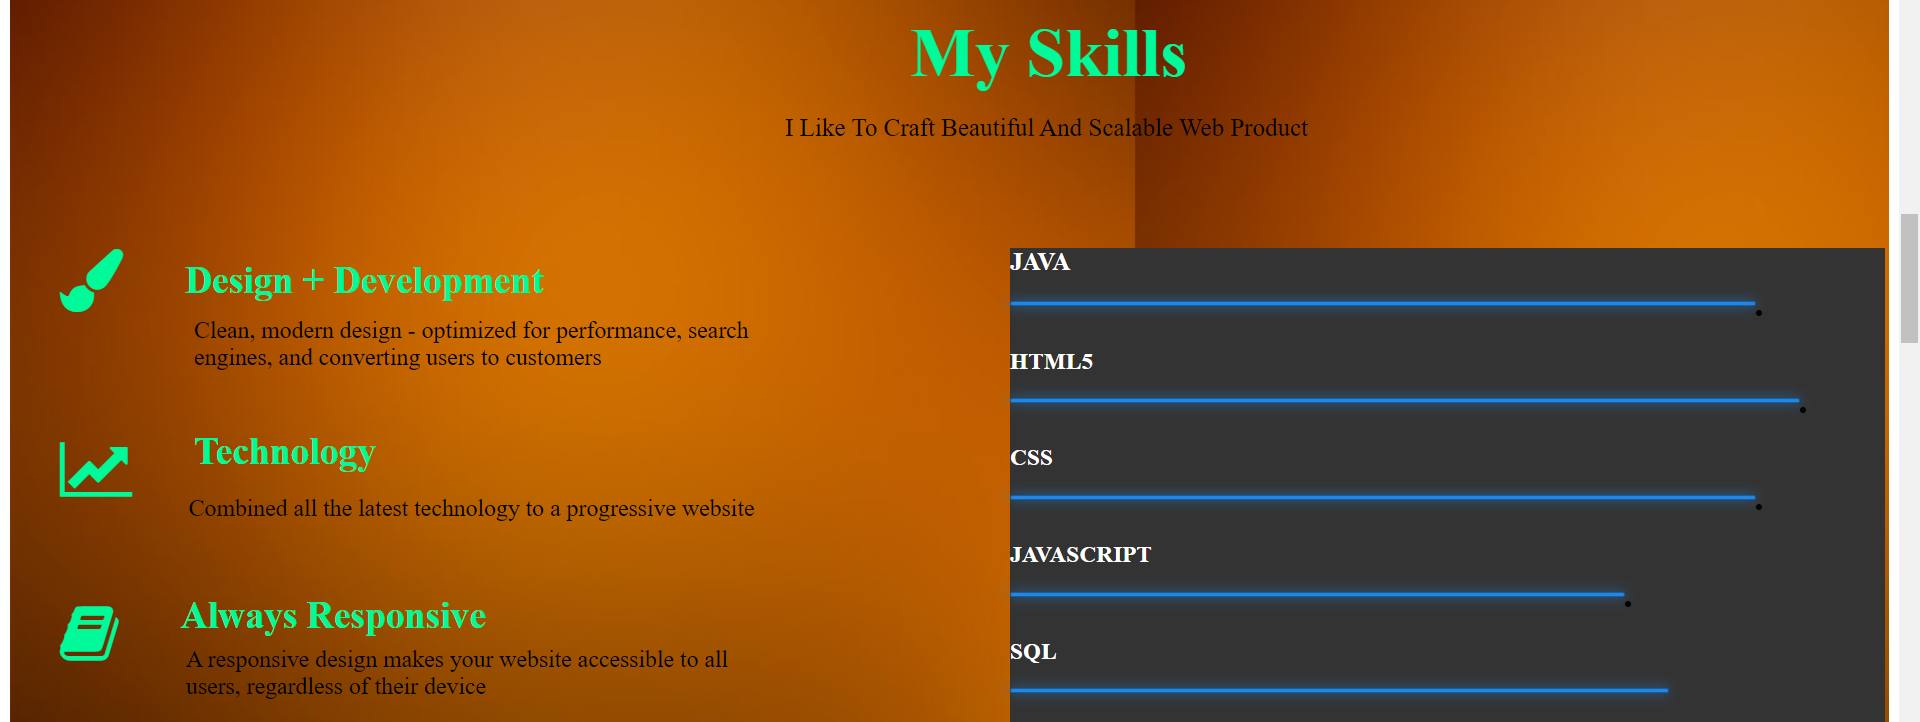 My Skills
I Like To Craft Beautiful And Scalable Web Product
Design + Development
Clean, modern design - optimized for performance, search
engines, and converting users to customers
Technology
Combined all the latest technology to a progressive website
Always Responsive
A responsive design makes your website accessible to all
users, regardless of their device
JAVA
HTML5
CSS
JAVASCRIPT
SQL